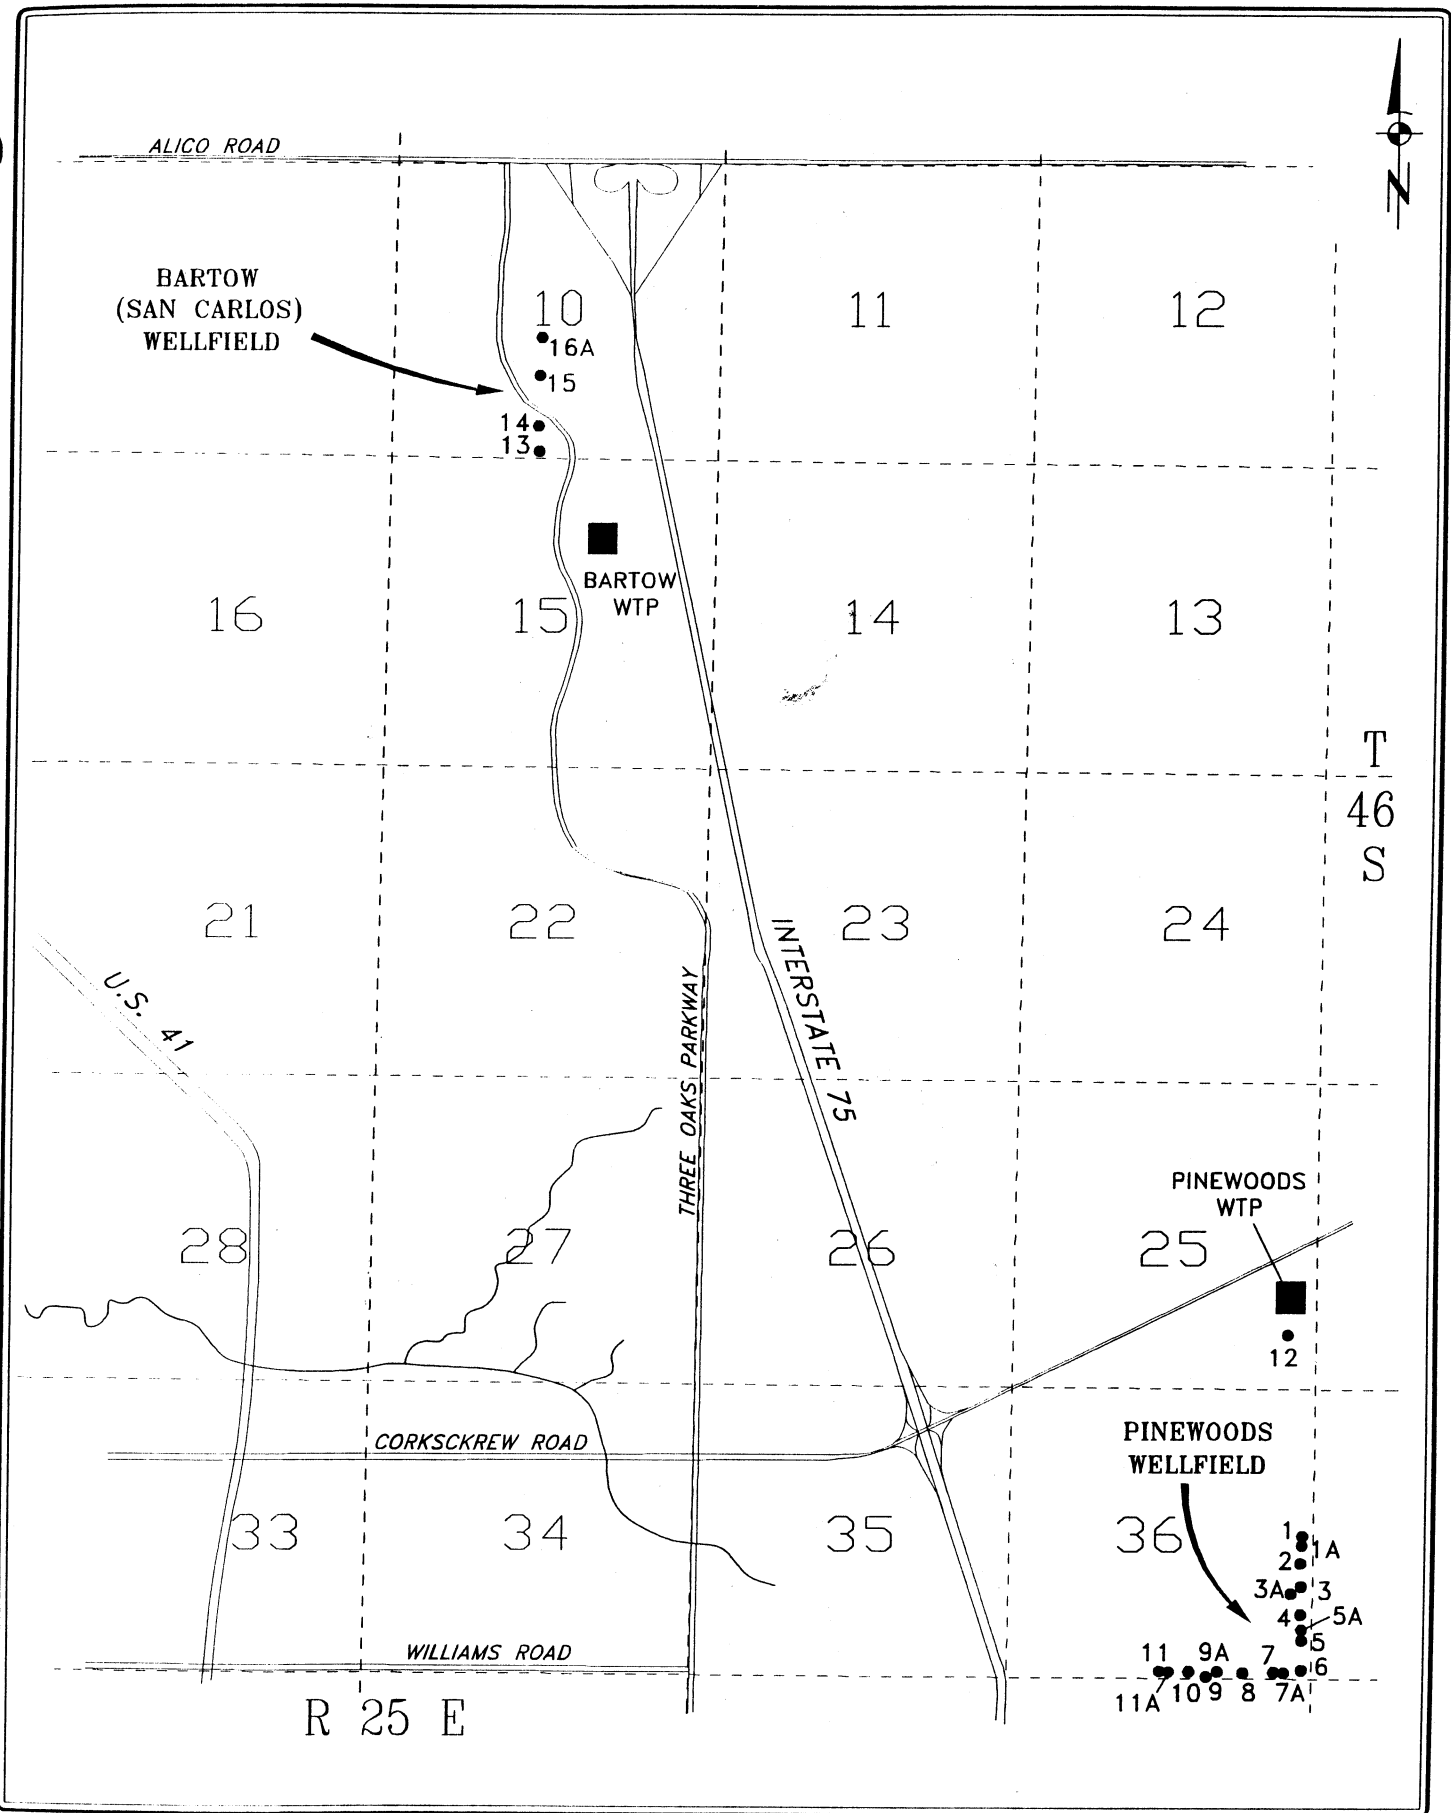 ALICO ROAD
N
BARTOW
(SAN CARLOS)
WELLFIELD
10
11
12
16A
15
14
13
BARTOW
WTP
16
15
14
13
T
46
S
21
22
23
24
U.S. 41
INTERSTATE 75
THREE OAKS PARKWAY
PINEWOODS
WTP
28
27
26
25
12
CORKSCKREW ROAD
PINEWOODS
WELLFIELD
33
34
35
36
1
1A
2
3A
3
4
5A
5
WILLIAMS ROAD
11
9A
7
6
11A
10
9
8
7A
R 25 E